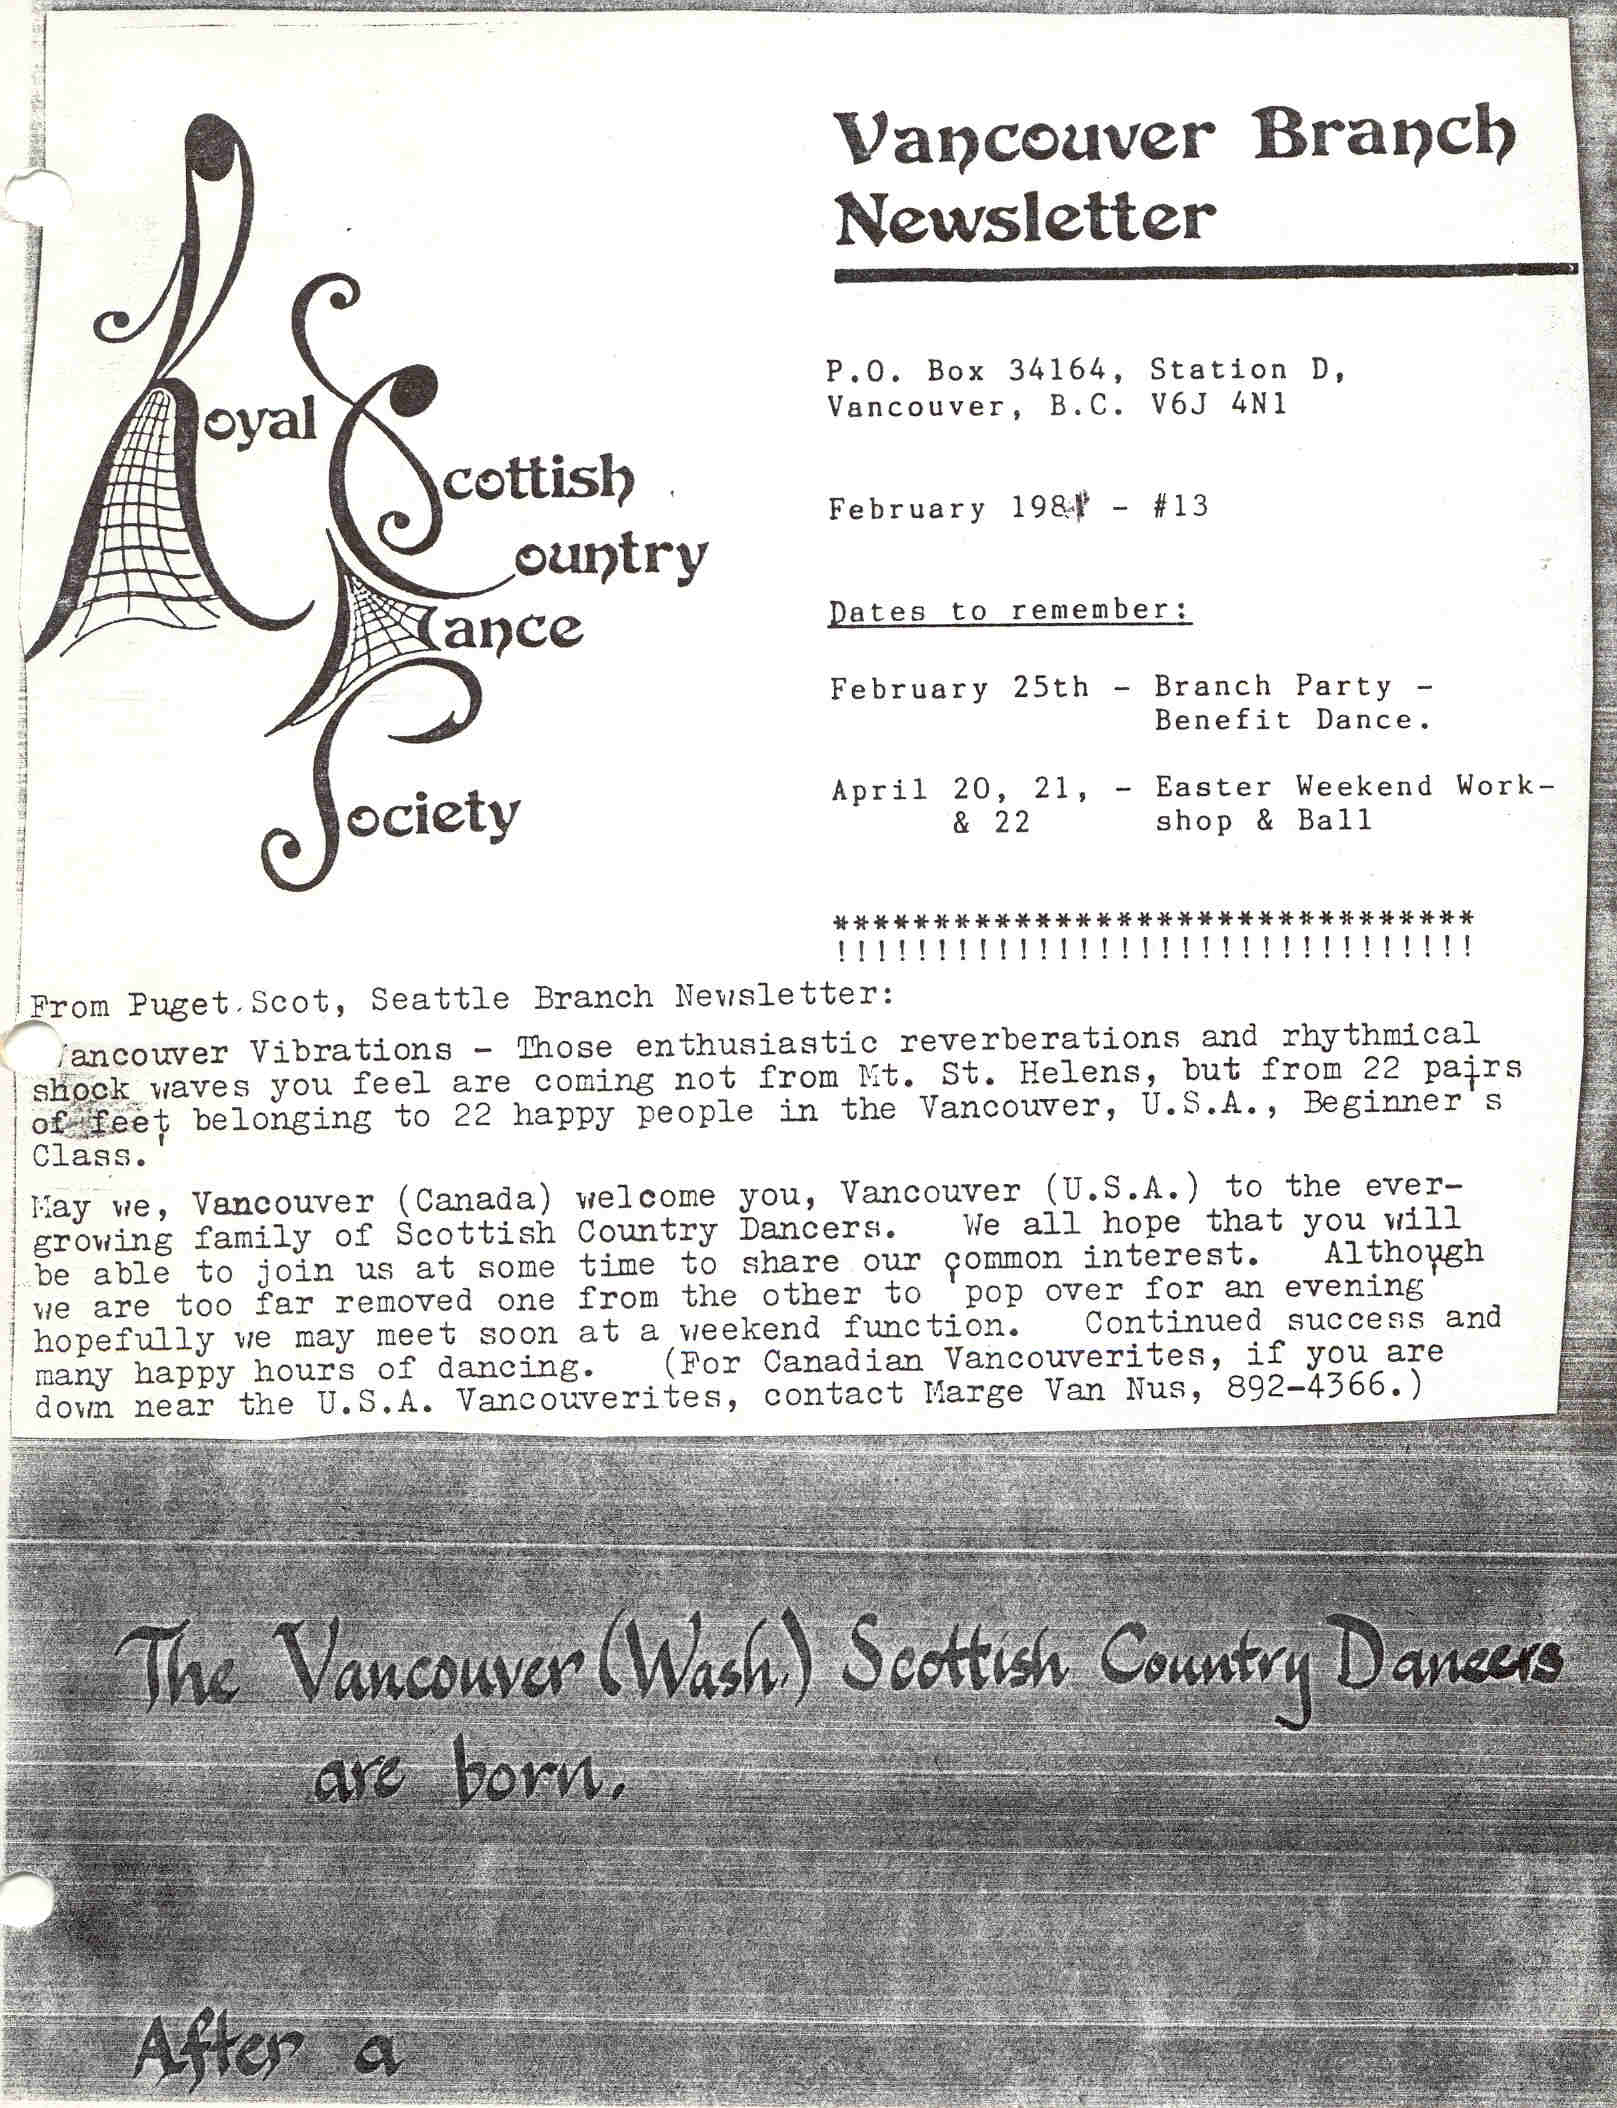 Vancouver Branch
Newsletter
Royal
Scottish
Country
Dance
Society
P.O. Box 34164, Station D,
Vancouver, B.C. V6J 4N1
February - #13
Dates to remember:
February 25th - Branch Party -
Benefit Dance.
April 20, 21, - Easter Weekend Work-
& 22 shop & Ball
********************************
!!!!!!!!!!!!!!!!!!!!!!!!!!!!!!!!
From Puget Scot, Seattle Branch Newsletter:
Vancouver Vibrations - Those enthusiastic reverberations and rhythmical
shock waves you feel are coming not from Mt. St. Helens, but from 22 pairs
of feet belonging to 22 happy people in the Vancouver, U.S.A., Beginner's
Class.'
May we, Vancouver (Canada) welcome you, Vancouver (U.S.A.) to the ever-
growing family of Scottish Country Dancers. We all hope that you will
be able to join us at some time to share our common interest. Although
we are too far removed one from the other to 'pop over for an evening'
hopefully we may meet soon at a weekend function. Continued success and
many happy hours of dancing. (For Canadian Vancouverites, if you are
down near the U.S.A. Vancouverites, contact Marge Van Nus, 892-4366.)
The Vancouver (Wash.) Scottish Country Dancers
are born.
After a